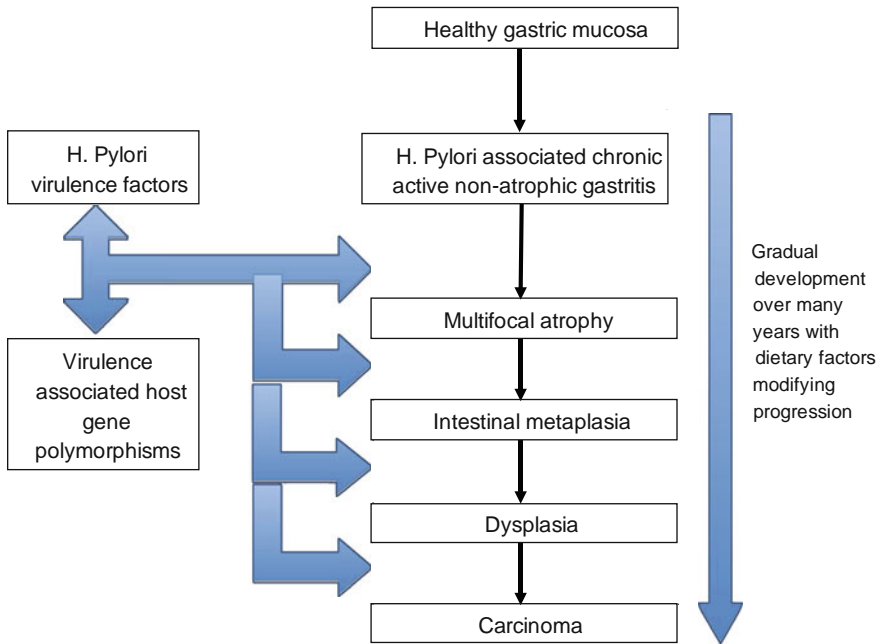 Healthy gastric mucosa
H. Pylori
virulence factors
H. Pylori associated chronic
active non-atrophic gastritis
Gradual
development
over many
years with
dietary factors
modifying
progression
Multifocal atrophy
Virulence
associated host
gene
polymorphisms
Intestinal metaplasia
Dysplasia
Carcinoma